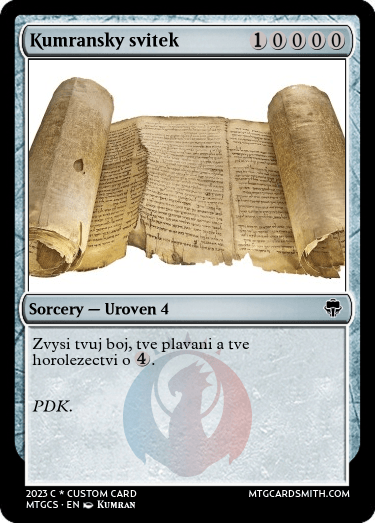 Kumransky svitek 1 0 0 0 0
Sorcery — Uroven 4
Zvysi tvuj boj, tve plavani a tve
horolezectvi o 4.
PDK.
2023 C * CUSTOM CARD MTGCARDSMITH.COM
MTGCS · EN KUMRAN